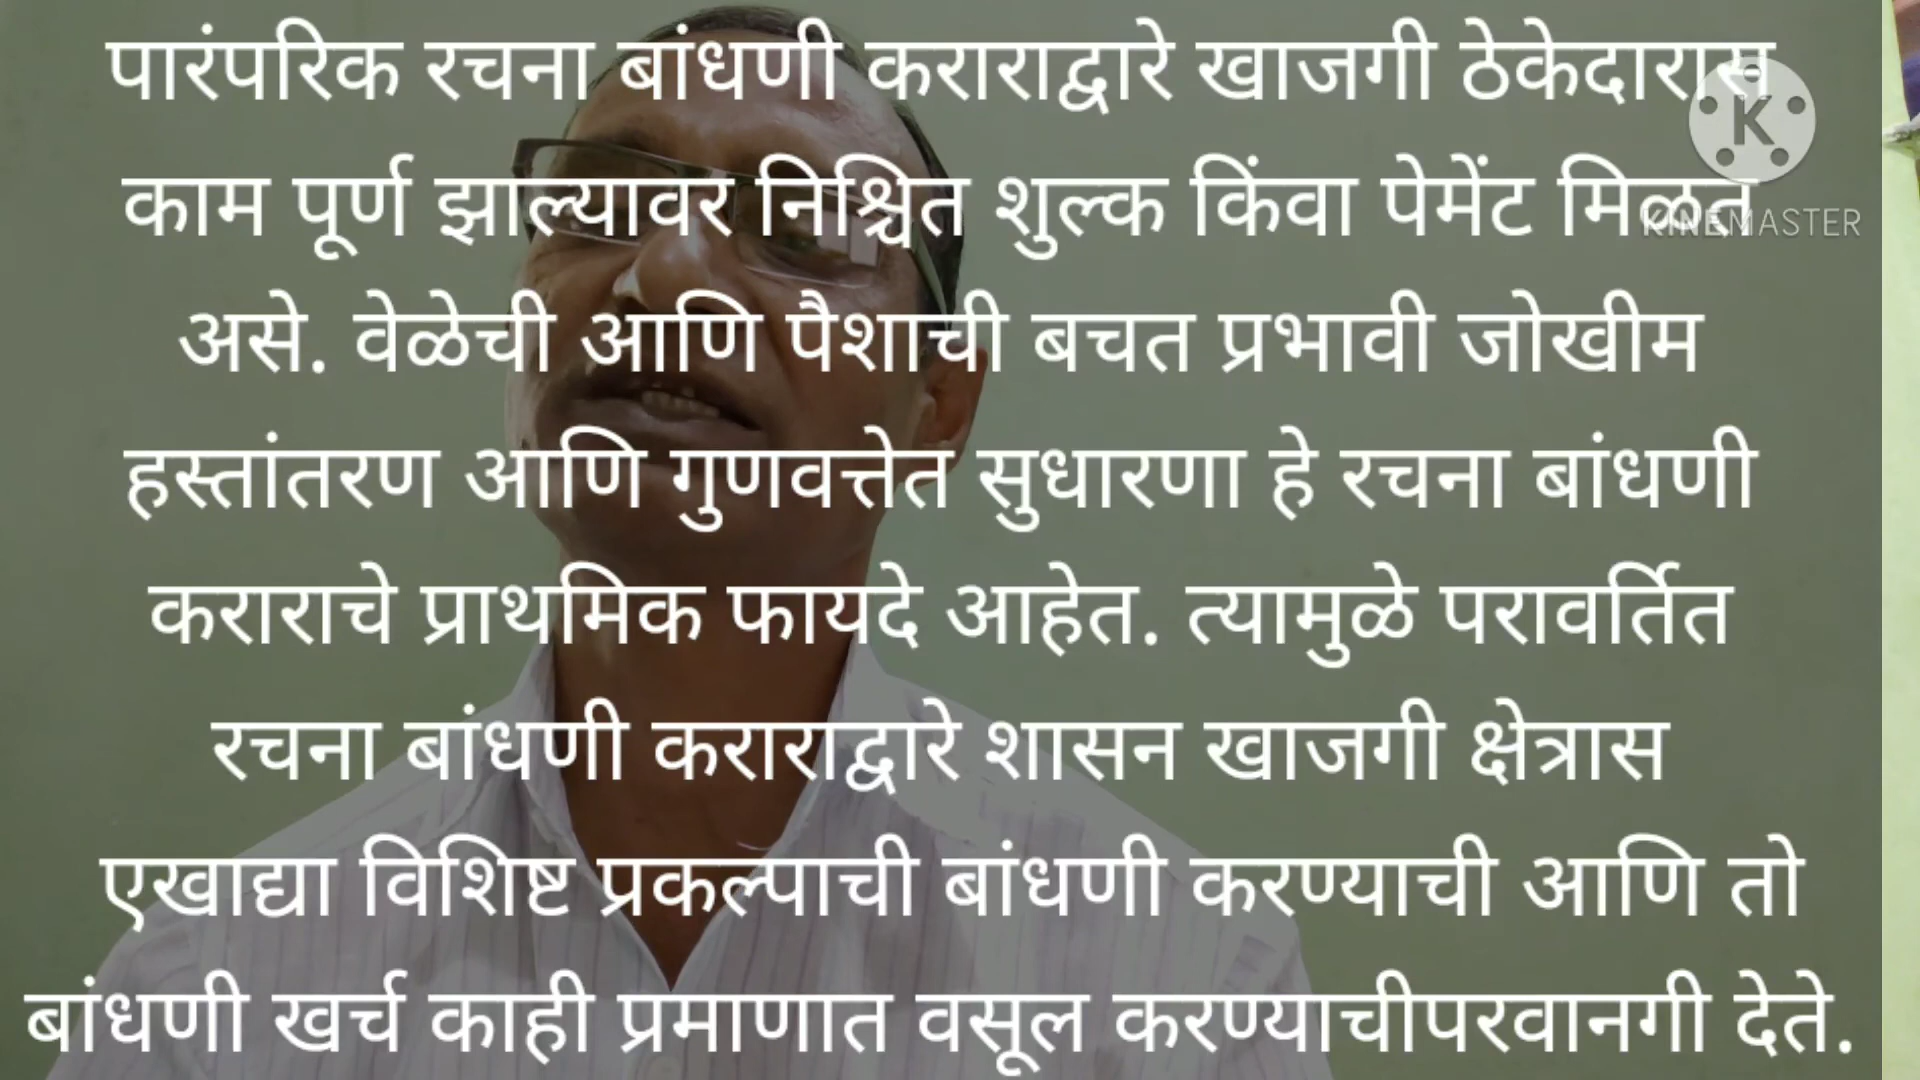 पारंपरिक रचना बांधणी कराराद्वारे खाजगी ठेकेदारास
काम पूर्ण झाल्यावर निश्चित शुल्क किंवा पेमेंट मिळत
असे. वेळेची आणि पैशाची बचत प्रभावी जोखीम
हस्तांतरण आणि गुणवत्तेत सुधारणा हे रचना बांधणी
कराराचे प्राथमिक फायदे आहेत. त्यामुळे परावर्तित
रचना बांधणी कराराद्वारे शासन खाजगी क्षेत्रास
एखाद्या विशिष्ट प्रकल्पाची बांधणी करण्याची आणि तो
बांधणी खर्च काही प्रमाणात वसूल करण्याचीपरवानगी देते.
K
KINEMASTER